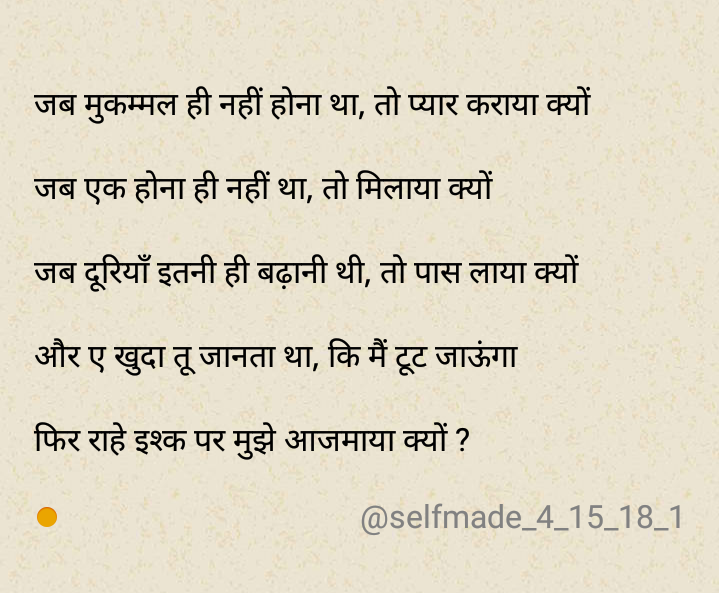 जब मुकम्मल ही नहीं होना था, तो प्यार कराया क्यों
जब एक होना ही नहीं था, तो मिलाया क्यों
जब दूरियाँ इतनी ही बढ़ानी थी, तो पास लाया क्यों
और ए खुदा तू जानता था, कि मैं टूट जाऊंगा
फिर राहे इश्क पर मुझे आजमाया क्यों ?
@selfmade_4_15_18_1